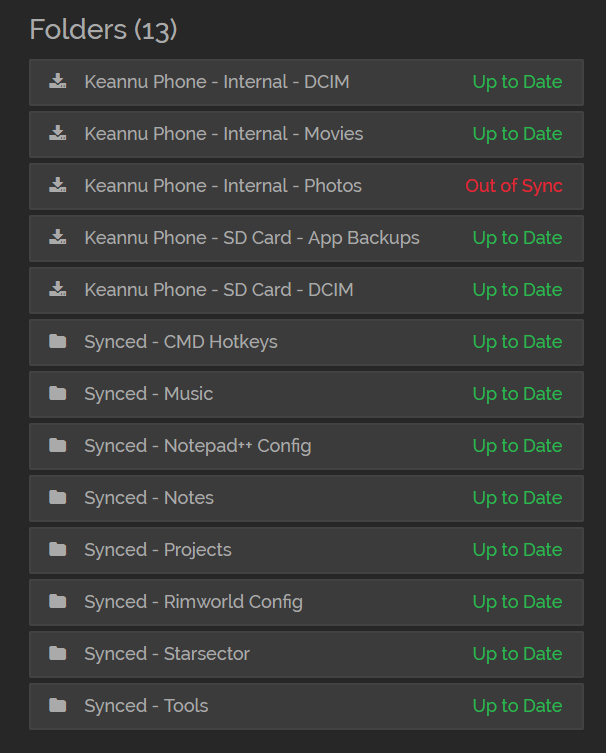 Folders (13)
Keannu Phone - Internal - DCIM Up to Date
Keannu Phone - Internal - Movies Up to Date
Keannu Phone - Internal - Photos Out of Sync
Keannu Phone - SD Card - App Backups Up to Date
Keannu Phone - SD Card - DCIM Up to Date
Synced - CMD Hotkeys Up to Date
Synced - Music Up to Date
Synced - Notepad++ Config Up to Date
Synced - Notes Up to Date
Synced - Projects Up to Date
Synced - Rimworld Config Up to Date
Synced - Starsector Up to Date
Synced - Tools Up to Date